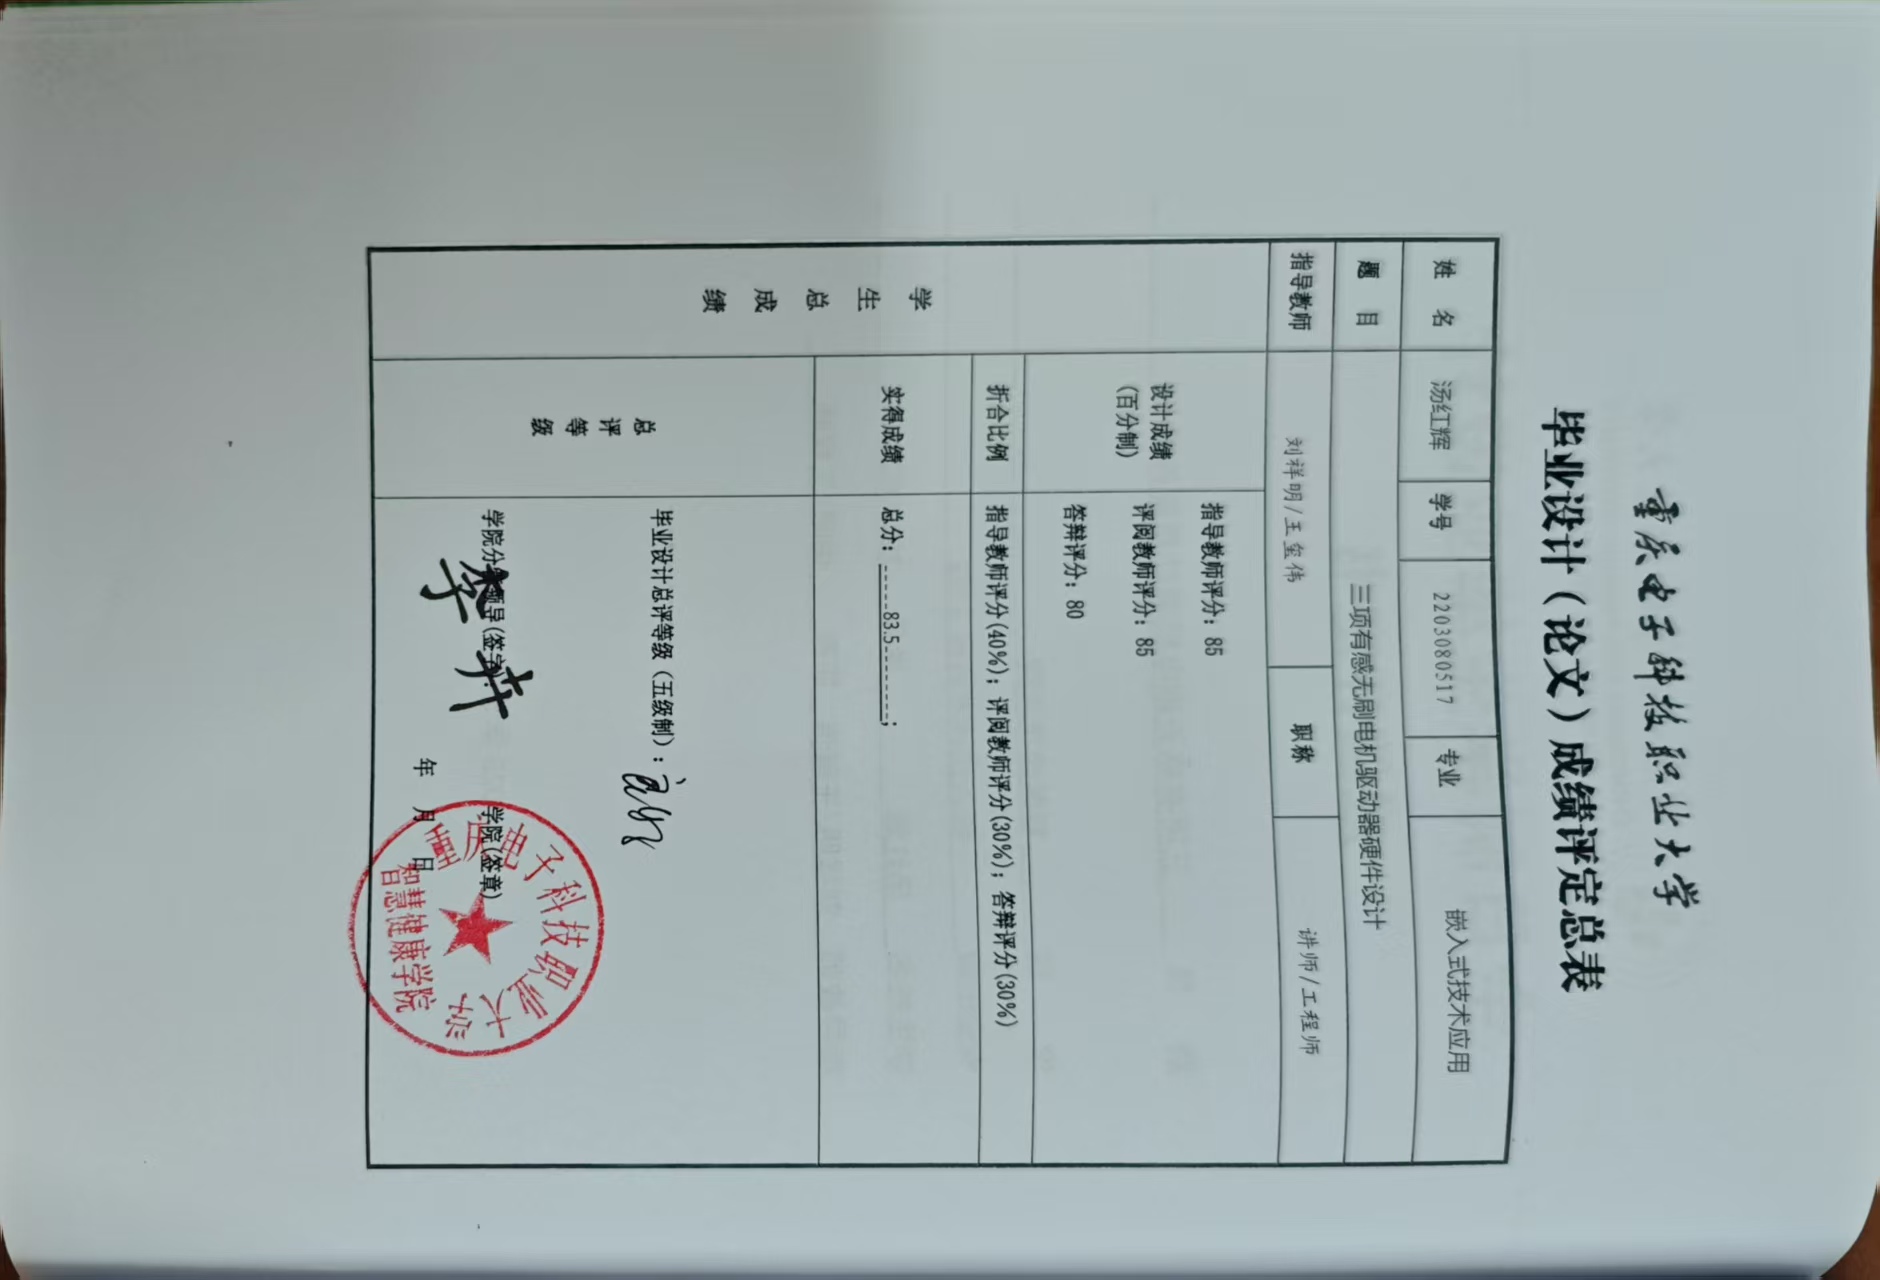 重庆电子科技职业大学
毕业设计（论文）成绩评定总表
姓 名 汤红辉 学号 2203080517 专业 嵌入式技术应用
题 目 三项有感无刷电机驱动器硬件设计
指导教师 刘祥明/王玺伟 职称 讲师/工程师
学生总成绩
设计成绩（百分制）
指导教师评分：85
评阅教师评分：85
答辩评分：80
折合比例 指导教师评分（40%）；评阅教师评分（30%）；答辩评分（30%）
实得成绩 总分：----83.5--------；
总评等级
毕业设计总评等级（五级制）：
学院分管领导（签字）： 学院（签章）
年 月 日
重庆电子科技职业大学
智慧健康学院